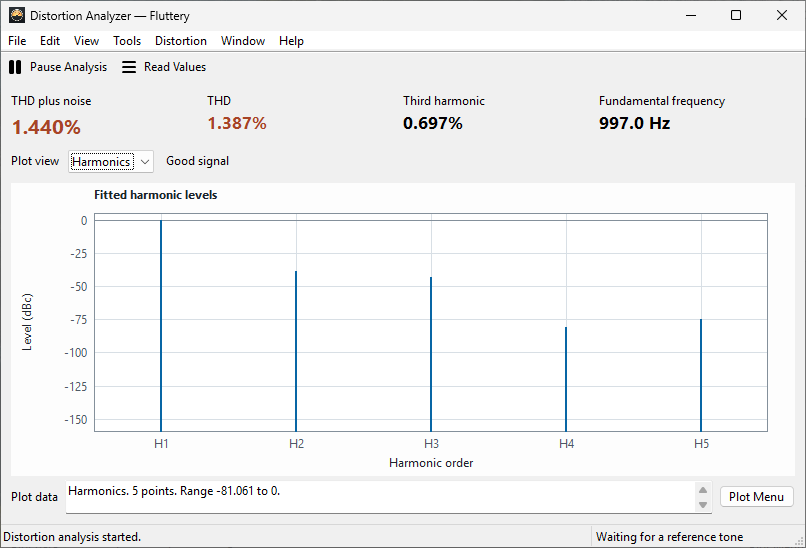 Distortion Analyzer — Fluttery
File Edit View Tools Distortion Window Help
Pause Analysis Read Values
THD plus noise THD Third harmonic Fundamental frequency
1.440% 1.387% 0.697% 997.0 Hz
Plot view Harmonics Good signal
Fitted harmonic levels
0
-25
-50
-75
-100
-125
-150
Level (dBc)
H1 H2 H3 H4 H5
Harmonic order
Plot data Harmonics. 5 points. Range -81.061 to 0. Plot Menu
Distortion analysis started. Waiting for a reference tone